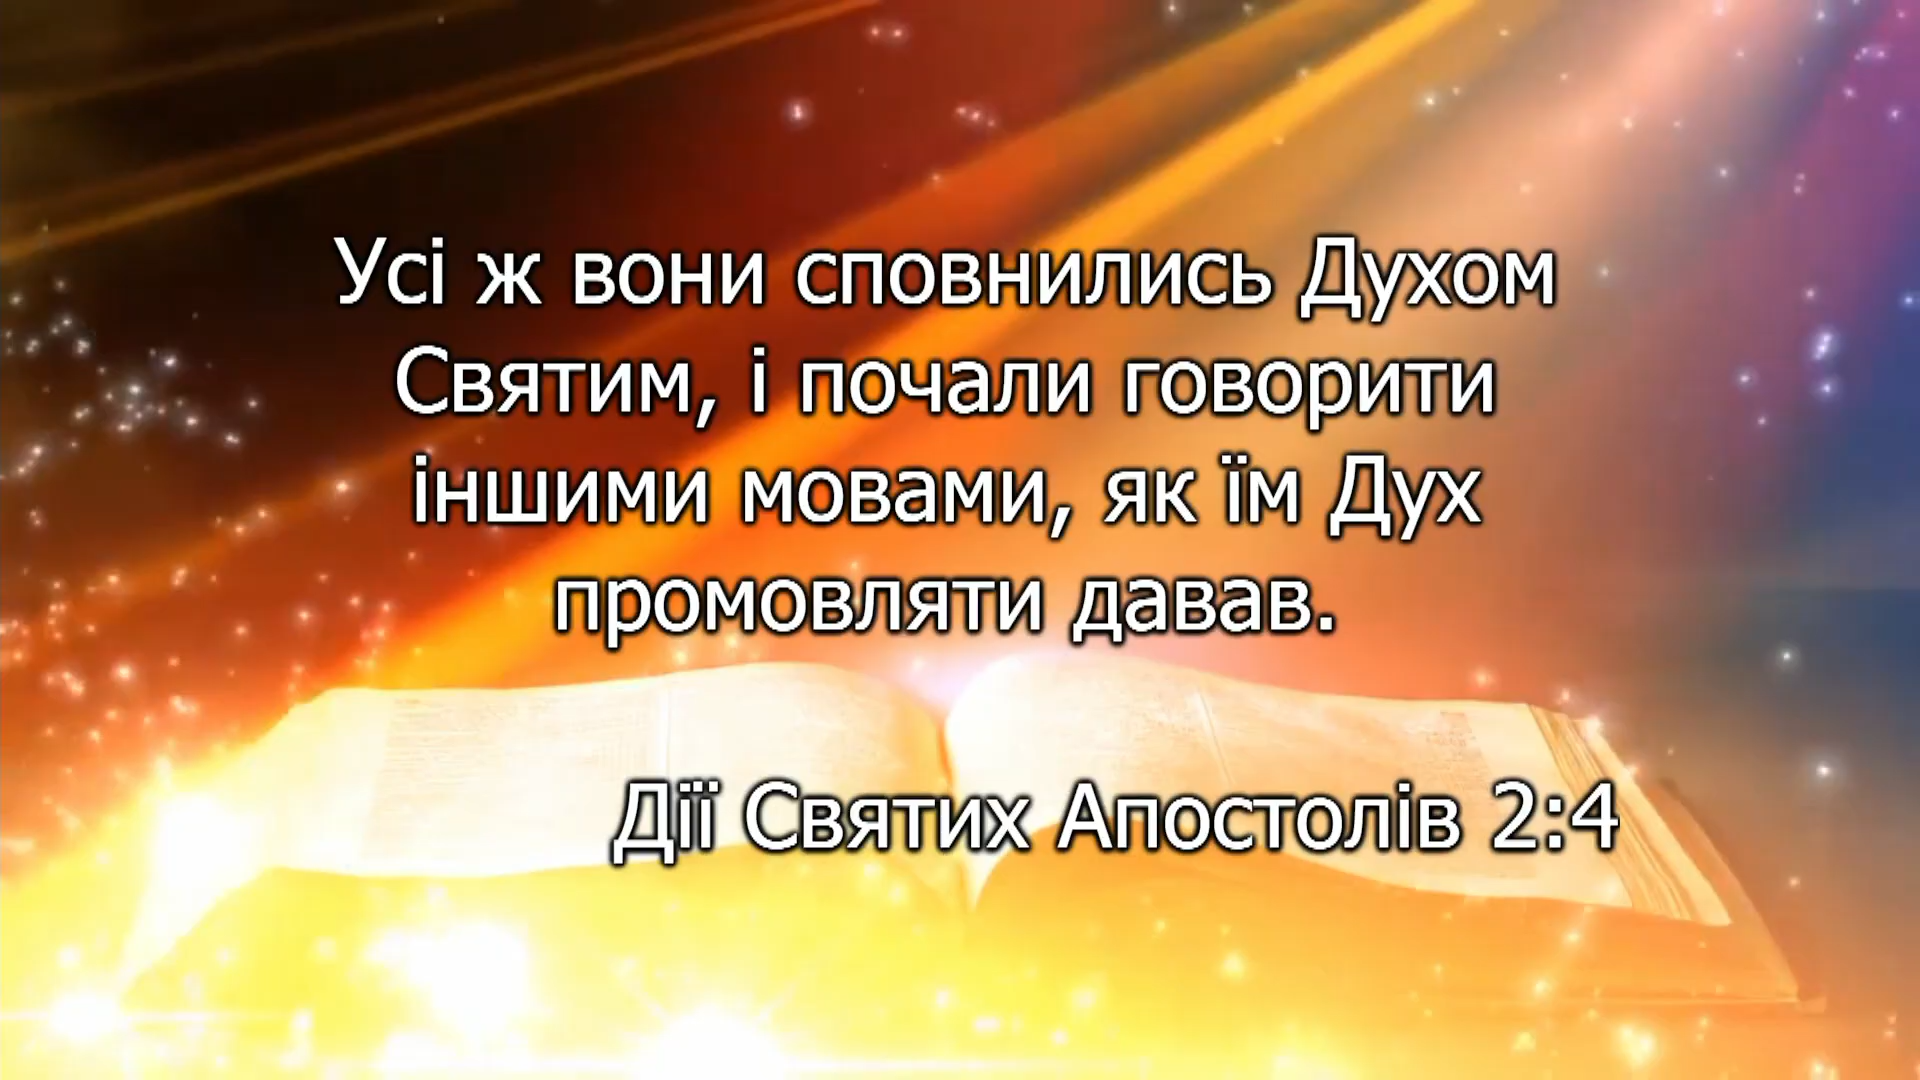 Усі ж вони сповнились Духом
Святим, і почали говорити
іншими мовами, як їм Дух
промовляти давав.
Дії Святих Апостолів 2:4